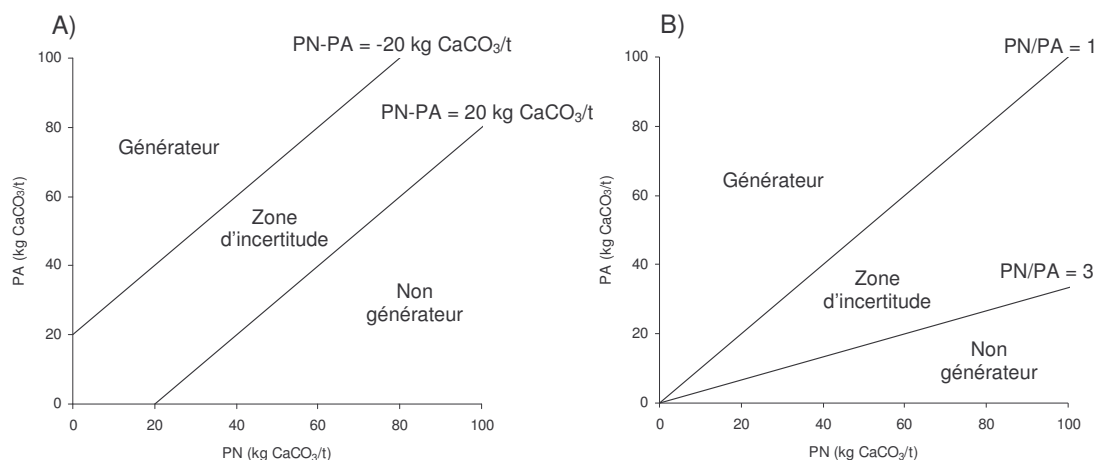 A)
PN-PA = -20 kg CaCO₃/t
PN-PA = 20 kg CaCO₃/t
100
80
60
40
20
0
PA (kg CaCO₃/t)
Générateur
Zone
d'incertitude
Non
générateur
0
20
40
60
80
100
PN (kg CaCO₃/t)
B)
PN/PA = 1
PN/PA = 3
100
80
60
40
20
0
PA (kg CaCO₃/t)
Générateur
Zone
d'incertitude
Non
générateur
0
20
40
60
80
100
PN (kg CaCO₃/t)